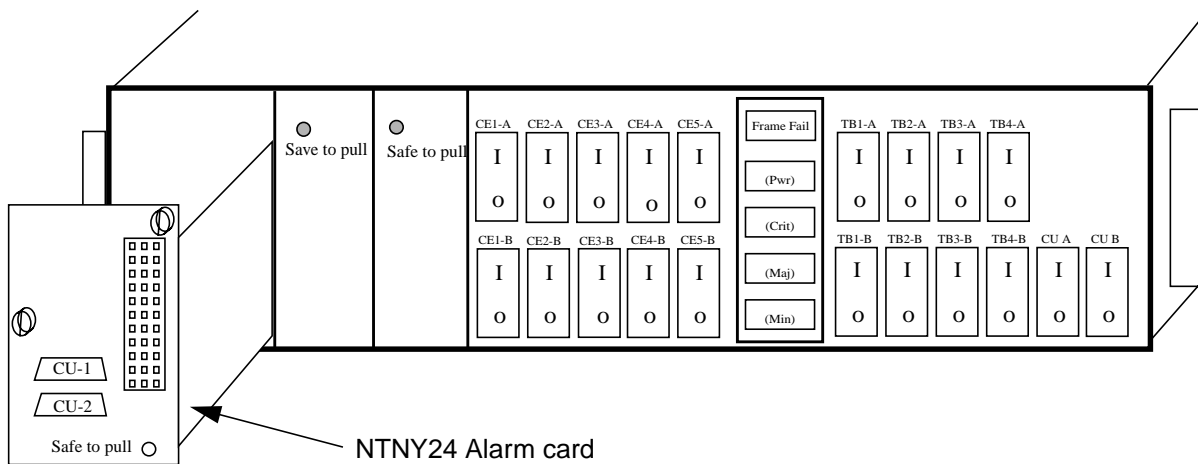 CE1-A CE2-A CE3-A CE4-A CE5-A
Frame Fail
TB1-A TB2-A TB3-A TB4-A
Save to pull
Safe to pull
I I I I I
I I I I
(Pwr)
O O O O O
O O O O
(Crit)
CE1-B CE2-B CE3-B CE4-B CE5-B
TB1-B TB2-B TB3-B TB4-B CU A CU B
I I I I I
(Maj)
I I I I I I
O O O O O
(Min)
O O O O O O
CU-1
CU-2
Safe to pull
NTNY24 Alarm card